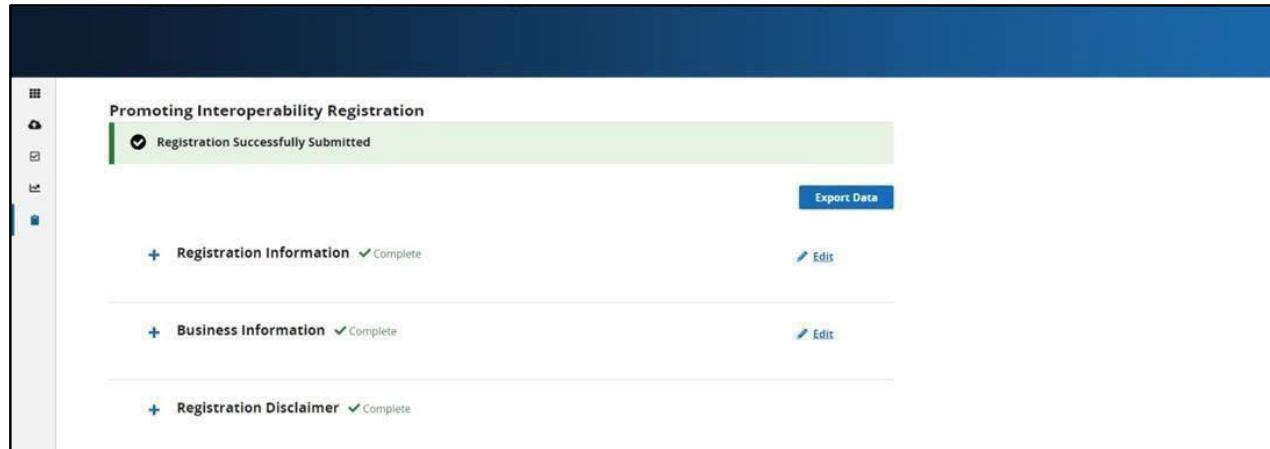 Promoting Interoperability Registration
Registration Successfully Submitted
Export Data
Registration Information Complete
Edit
Business Information Complete
Edit
Registration Disclaimer Complete